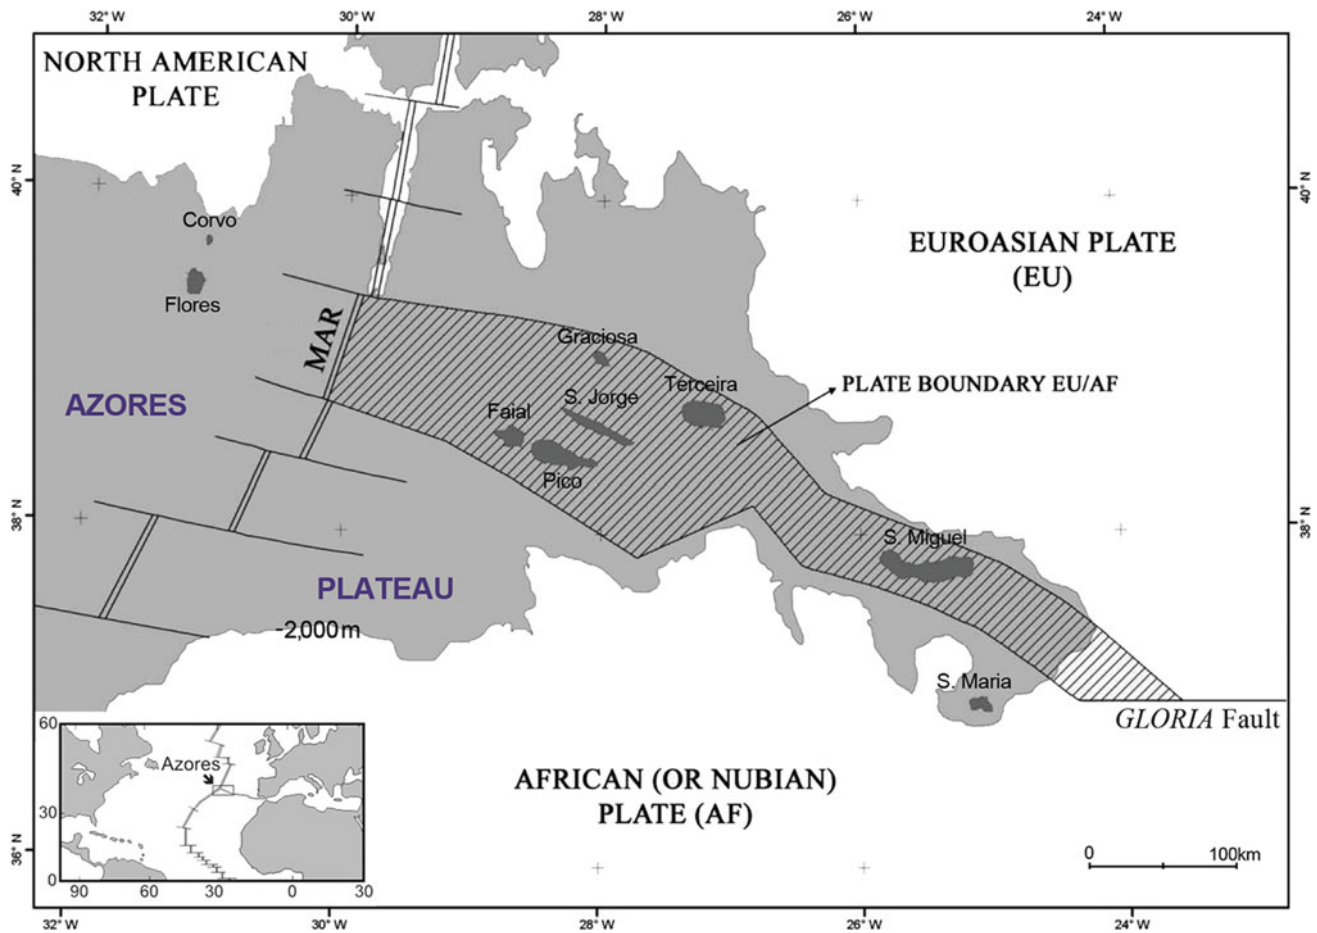 32° W
30° W
28° W
26° W
24° W
NORTH AMERICAN
PLATE
40° N
40° N
Corvo
EUROASIAN PLATE
(EU)
Flores
MAR
Graciosa
Terceira
PLATE BOUNDARY EU/AF
S. Jorge
AZORES
Faial
Pico
38° N
38° N
S. Miguel
PLATEAU
-2,000m
S. Maria
GLORIA Fault
60
Azores
30
0
90
60
30
0
30
AFRICAN (OR NUBIAN)
PLATE (AF)
36° N
0
100km
32° W
30° W
28° W
26° W
24° W